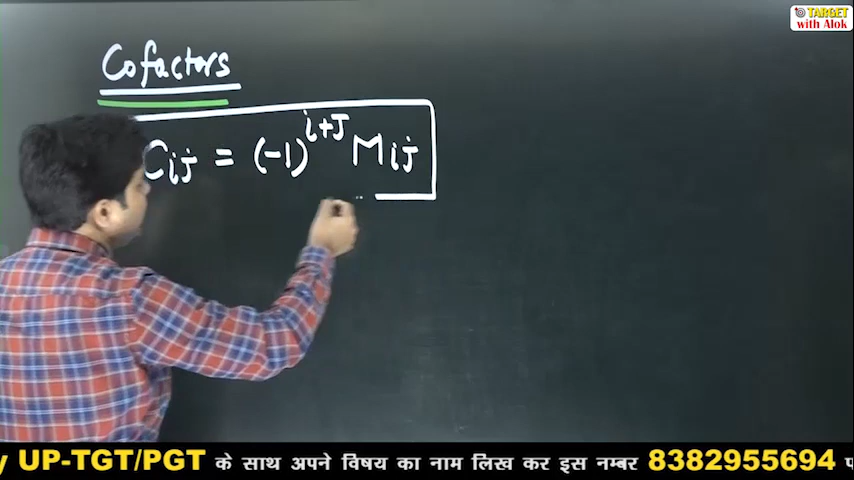 TARGET
with Alok
Cofactors
Cij = (-1)^{i+j} Mij
UP-TGT/PGT के साथ अपने विषय का नाम लिख कर इस नम्बर 8382955694